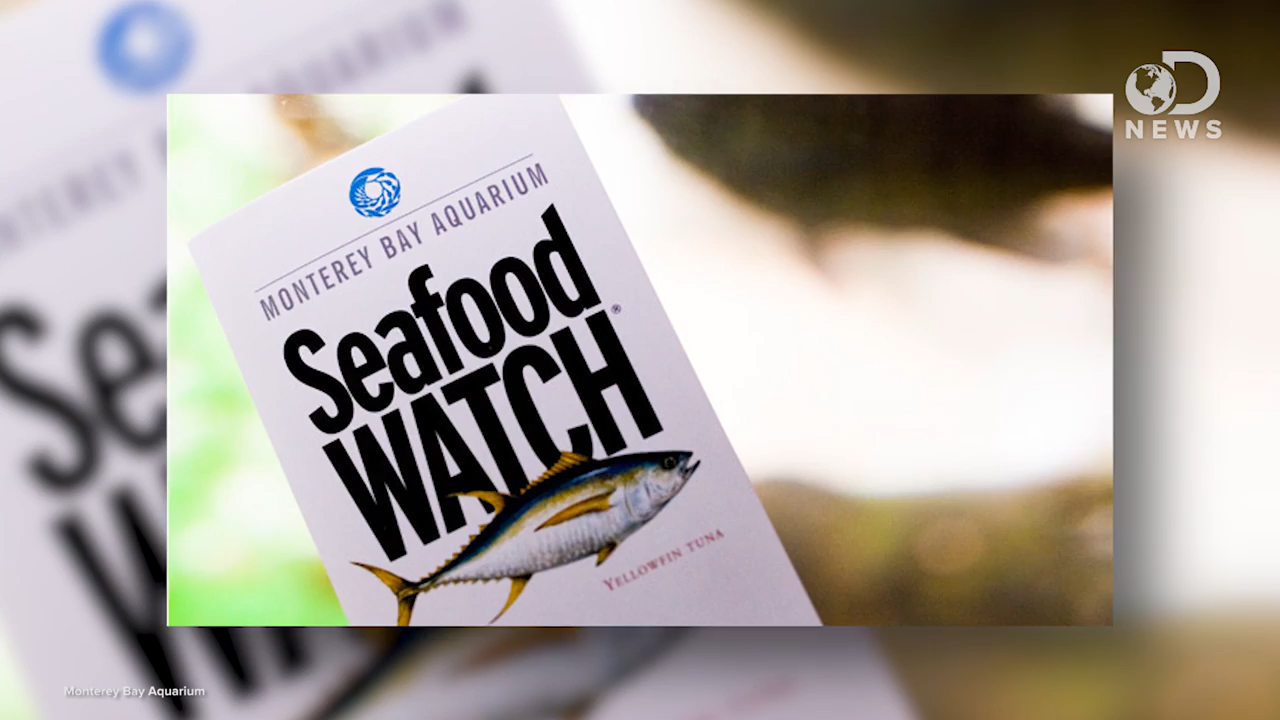 D
NEWS
MONTEREY BAY AQUARIUM
Seafood
WATCH®
YELLOWFIN TUNA
Monterey Bay Aquarium